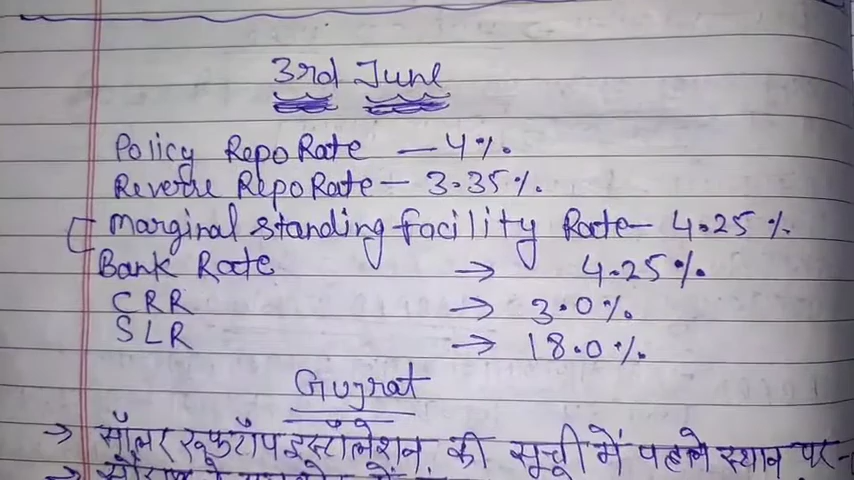 3rd June
Policy Repo Rate — 4%.
Reverse Repo Rate — 3.35%.
Marginal standing facility Rate — 4.25%
Bank Rate → 4.25%.
CRR → 3.0%.
SLR → 18.0%.
Gujrat
→ सोलर रूफटॉप इंस्टालेशन, की सूची में पहले स्थान पर -